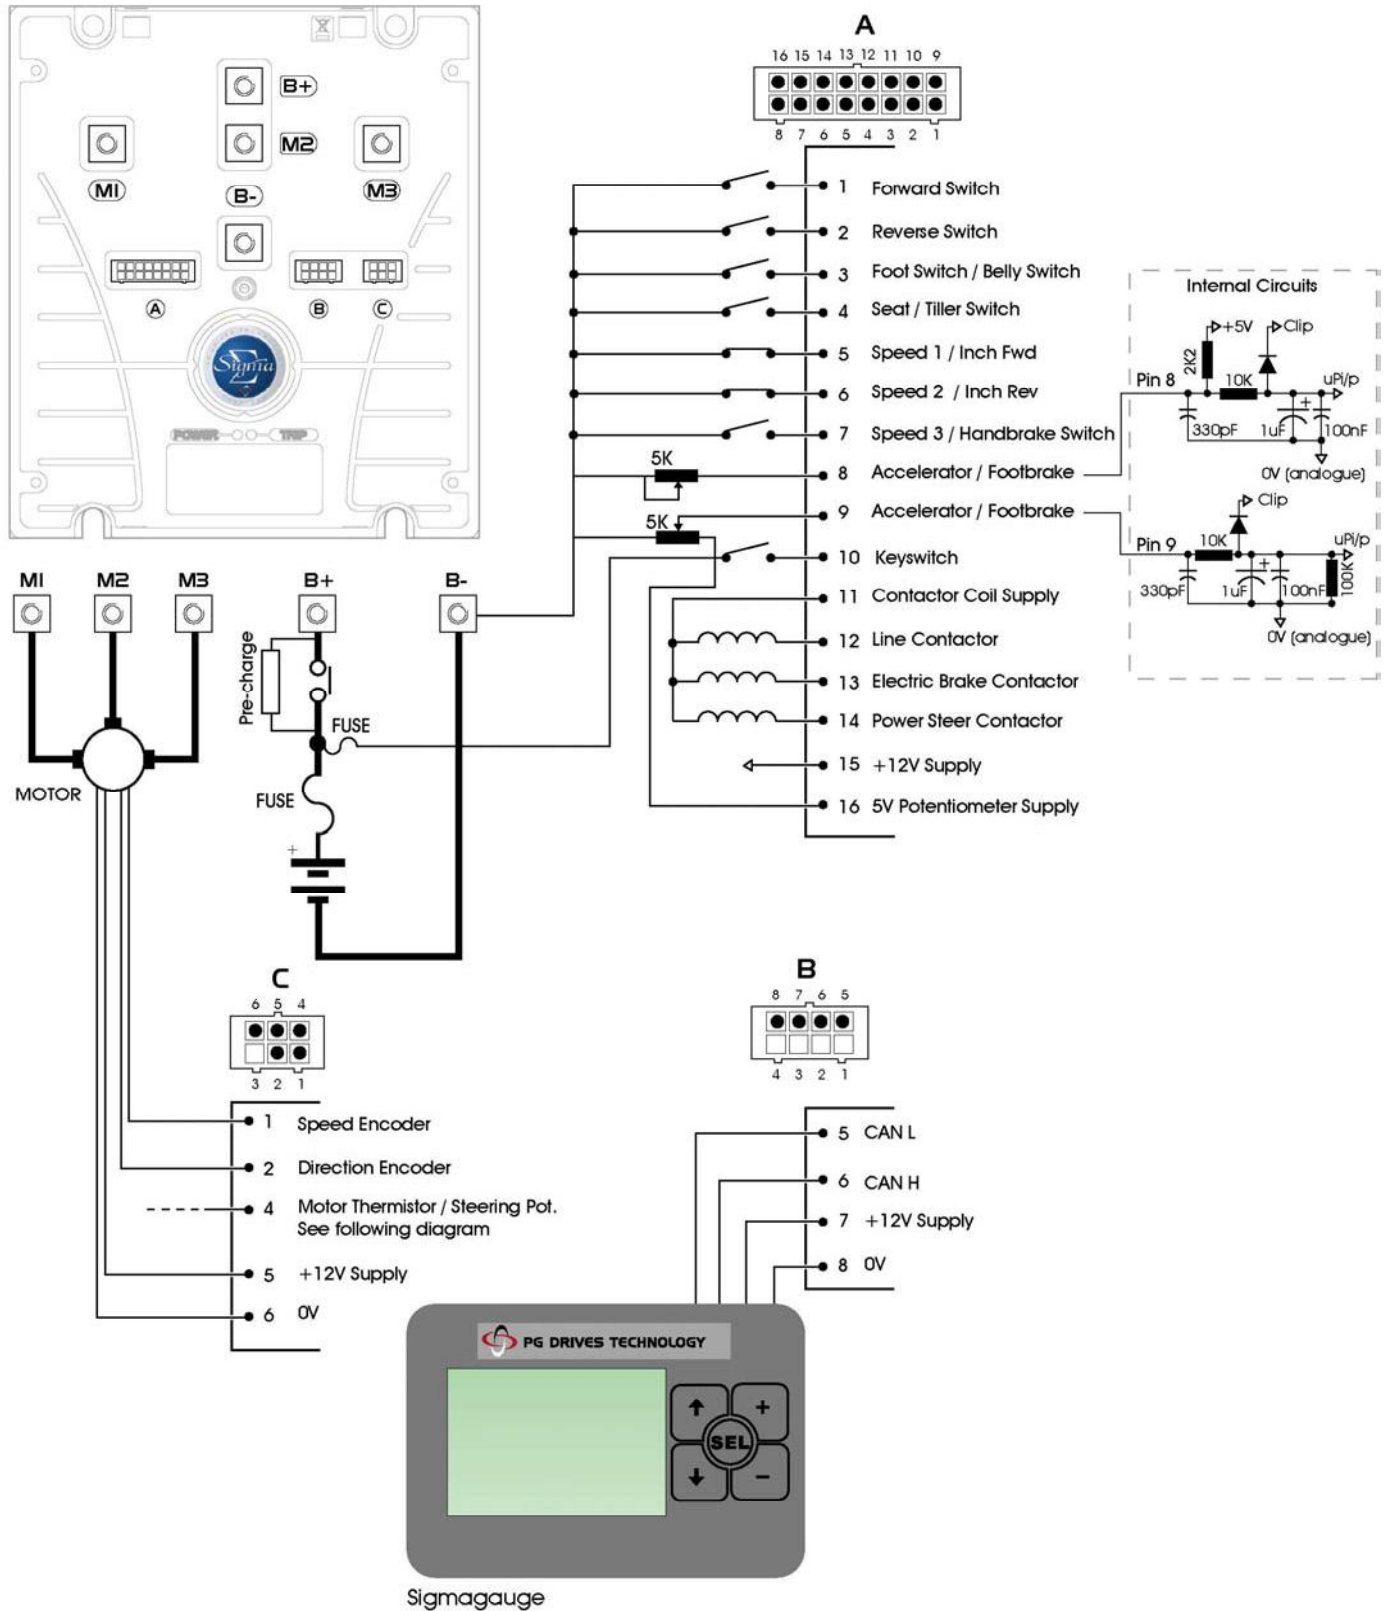 B+
M1
M2
M3
B-
A
B
C
Sigma
POWER
TRIP
A
16 15 14 13 12 11 10 9
8 7 6 5 4 3 2 1
1 Forward Switch
2 Reverse Switch
3 Foot Switch / Belly Switch
4 Seat / Tiller Switch
5 Speed 1 / Inch Fwd
6 Speed 2 / Inch Rev
7 Speed 3 / Handbrake Switch
5K
8 Accelerator / Footbrake
5K
9 Accelerator / Footbrake
10 Keyswitch
11 Contactor Coil Supply
12 Line Contactor
13 Electric Brake Contactor
14 Power Steer Contactor
15 +12V Supply
16 5V Potentiometer Supply
Internal Circuits
+5V
Clip
2K2
Pin 8
10K
uPi/p
330pF
1uF
+
100nF
0V (analogue)
Clip
Pin 9
10K
uPi/p
330pF
1uF
+
100nF
100K
0V (analogue)
M1
M2
M3
B+
B-
Pre-charge
FUSE
MOTOR
FUSE
+
C
6 5 4
3 2 1
1 Speed Encoder
2 Direction Encoder
4 Motor Thermistor / Steering Pot.
See following diagram
5 +12V Supply
6 0V
B
8 7 6 5
4 3 2 1
5 CAN L
6 CAN H
7 +12V Supply
8 0V
PG DRIVES TECHNOLOGY
+
SEL
−
Sigmagauge